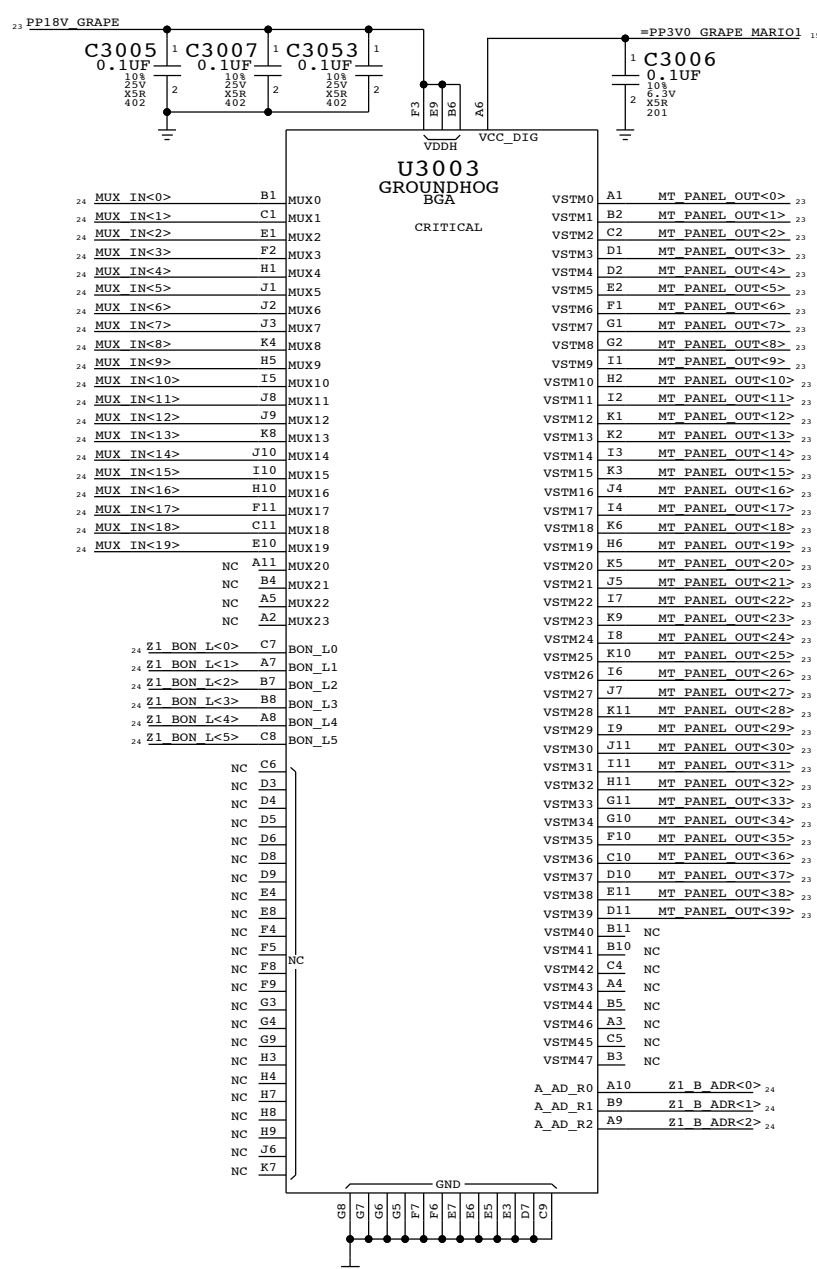 23 PP18V_GRAPE
=PP3V0_GRAPE_MARIO1
C3005 1 C3007 1 C3053 1
0.1UF 0.1UF 0.1UF
10% 10% 10%
25V 25V 25V
X5R 2 X5R 2 X5R 2
402 402 402
1 C3006
0.1UF
10%
6.3V
2 X5R
201
F3 E9 B6 A6
VDDH VCC_DIG
U3003
GROUNDHOG
BGA
CRITICAL
24 MUX_IN<0> B1 MUX0 VSTM0 A1 MT_PANEL_OUT<0> 23
24 MUX_IN<1> C1 MUX1 VSTM1 B2 MT_PANEL_OUT<1> 23
24 MUX_IN<2> E1 MUX2 VSTM2 C2 MT_PANEL_OUT<2> 23
24 MUX_IN<3> F2 MUX3 VSTM3 D1 MT_PANEL_OUT<3> 23
24 MUX_IN<4> H1 MUX4 VSTM4 D2 MT_PANEL_OUT<4> 23
24 MUX_IN<5> J1 MUX5 VSTM5 E2 MT_PANEL_OUT<5> 23
24 MUX_IN<6> J2 MUX6 VSTM6 F1 MT_PANEL_OUT<6> 23
24 MUX_IN<7> J3 MUX7 VSTM7 G1 MT_PANEL_OUT<7> 23
24 MUX_IN<8> K4 MUX8 VSTM8 G2 MT_PANEL_OUT<8> 23
24 MUX_IN<9> H5 MUX9 VSTM9 I1 MT_PANEL_OUT<9> 23
24 MUX_IN<10> I5 MUX10 VSTM10 H2 MT_PANEL_OUT<10> 23
24 MUX_IN<11> J8 MUX11 VSTM11 I2 MT_PANEL_OUT<11> 23
24 MUX_IN<12> J9 MUX12 VSTM12 K1 MT_PANEL_OUT<12> 23
24 MUX_IN<13> K8 MUX13 VSTM13 K2 MT_PANEL_OUT<13> 23
24 MUX_IN<14> J10 MUX14 VSTM14 I3 MT_PANEL_OUT<14> 23
24 MUX_IN<15> I10 MUX15 VSTM15 K3 MT_PANEL_OUT<15> 23
24 MUX_IN<16> H10 MUX16 VSTM16 J4 MT_PANEL_OUT<16> 23
24 MUX_IN<17> F11 MUX17 VSTM17 I4 MT_PANEL_OUT<17> 23
24 MUX_IN<18> C11 MUX18 VSTM18 K6 MT_PANEL_OUT<18> 23
24 MUX_IN<19> E10 MUX19 VSTM19 H6 MT_PANEL_OUT<19> 23
NC A11 MUX20 VSTM20 K5 MT_PANEL_OUT<20> 23
NC B4 MUX21 VSTM21 J5 MT_PANEL_OUT<21> 23
NC A5 MUX22 VSTM22 I7 MT_PANEL_OUT<22> 23
NC A2 MUX23 VSTM23 K9 MT_PANEL_OUT<23> 23
24 Z1_BON_L<0> C7 BON_L0 VSTM24 I8 MT_PANEL_OUT<24> 23
24 Z1_BON_L<1> A7 BON_L1 VSTM25 K10 MT_PANEL_OUT<25> 23
24 Z1_BON_L<2> B7 BON_L2 VSTM26 I6 MT_PANEL_OUT<26> 23
24 Z1_BON_L<3> B8 BON_L3 VSTM27 J7 MT_PANEL_OUT<27> 23
24 Z1_BON_L<4> A8 BON_L4 VSTM28 K11 MT_PANEL_OUT<28> 23
24 Z1_BON_L<5> C8 BON_L5 VSTM29 I9 MT_PANEL_OUT<29> 23
VSTM30 J11 MT_PANEL_OUT<30> 23
NC C6 VSTM31 I11 MT_PANEL_OUT<31> 23
NC D3 VSTM32 H11 MT_PANEL_OUT<32> 23
NC D4 VSTM33 G11 MT_PANEL_OUT<33> 23
NC D5 VSTM34 G10 MT_PANEL_OUT<34> 23
NC D6 VSTM35 F10 MT_PANEL_OUT<35> 23
NC D8 VSTM36 C10 MT_PANEL_OUT<36> 23
NC D9 VSTM37 D10 MT_PANEL_OUT<37> 23
NC E4 VSTM38 E11 MT_PANEL_OUT<38> 23
NC E8 VSTM39 D11 MT_PANEL_OUT<39> 23
NC F4 VSTM40 B11 NC
NC F5 NC VSTM41 B10 NC
NC F8 VSTM42 C4 NC
NC F9 VSTM43 A4 NC
NC G3 VSTM44 B5 NC
NC G4 VSTM46 A3 NC
NC G9 VSTM45 C5 NC
NC H3 VSTM47 B3 NC
NC H4
NC H7 A_AD_R0 A10 Z1_B_ADR<0> 24
NC H8 A_AD_R1 B9 Z1_B_ADR<1> 24
NC H9 A_AD_R2 A9 Z1_B_ADR<2> 24
NC J6
NC K7
GND
G8 G7 G6 G5 F7 F6 E7 E6 E5 E3 D7 C9